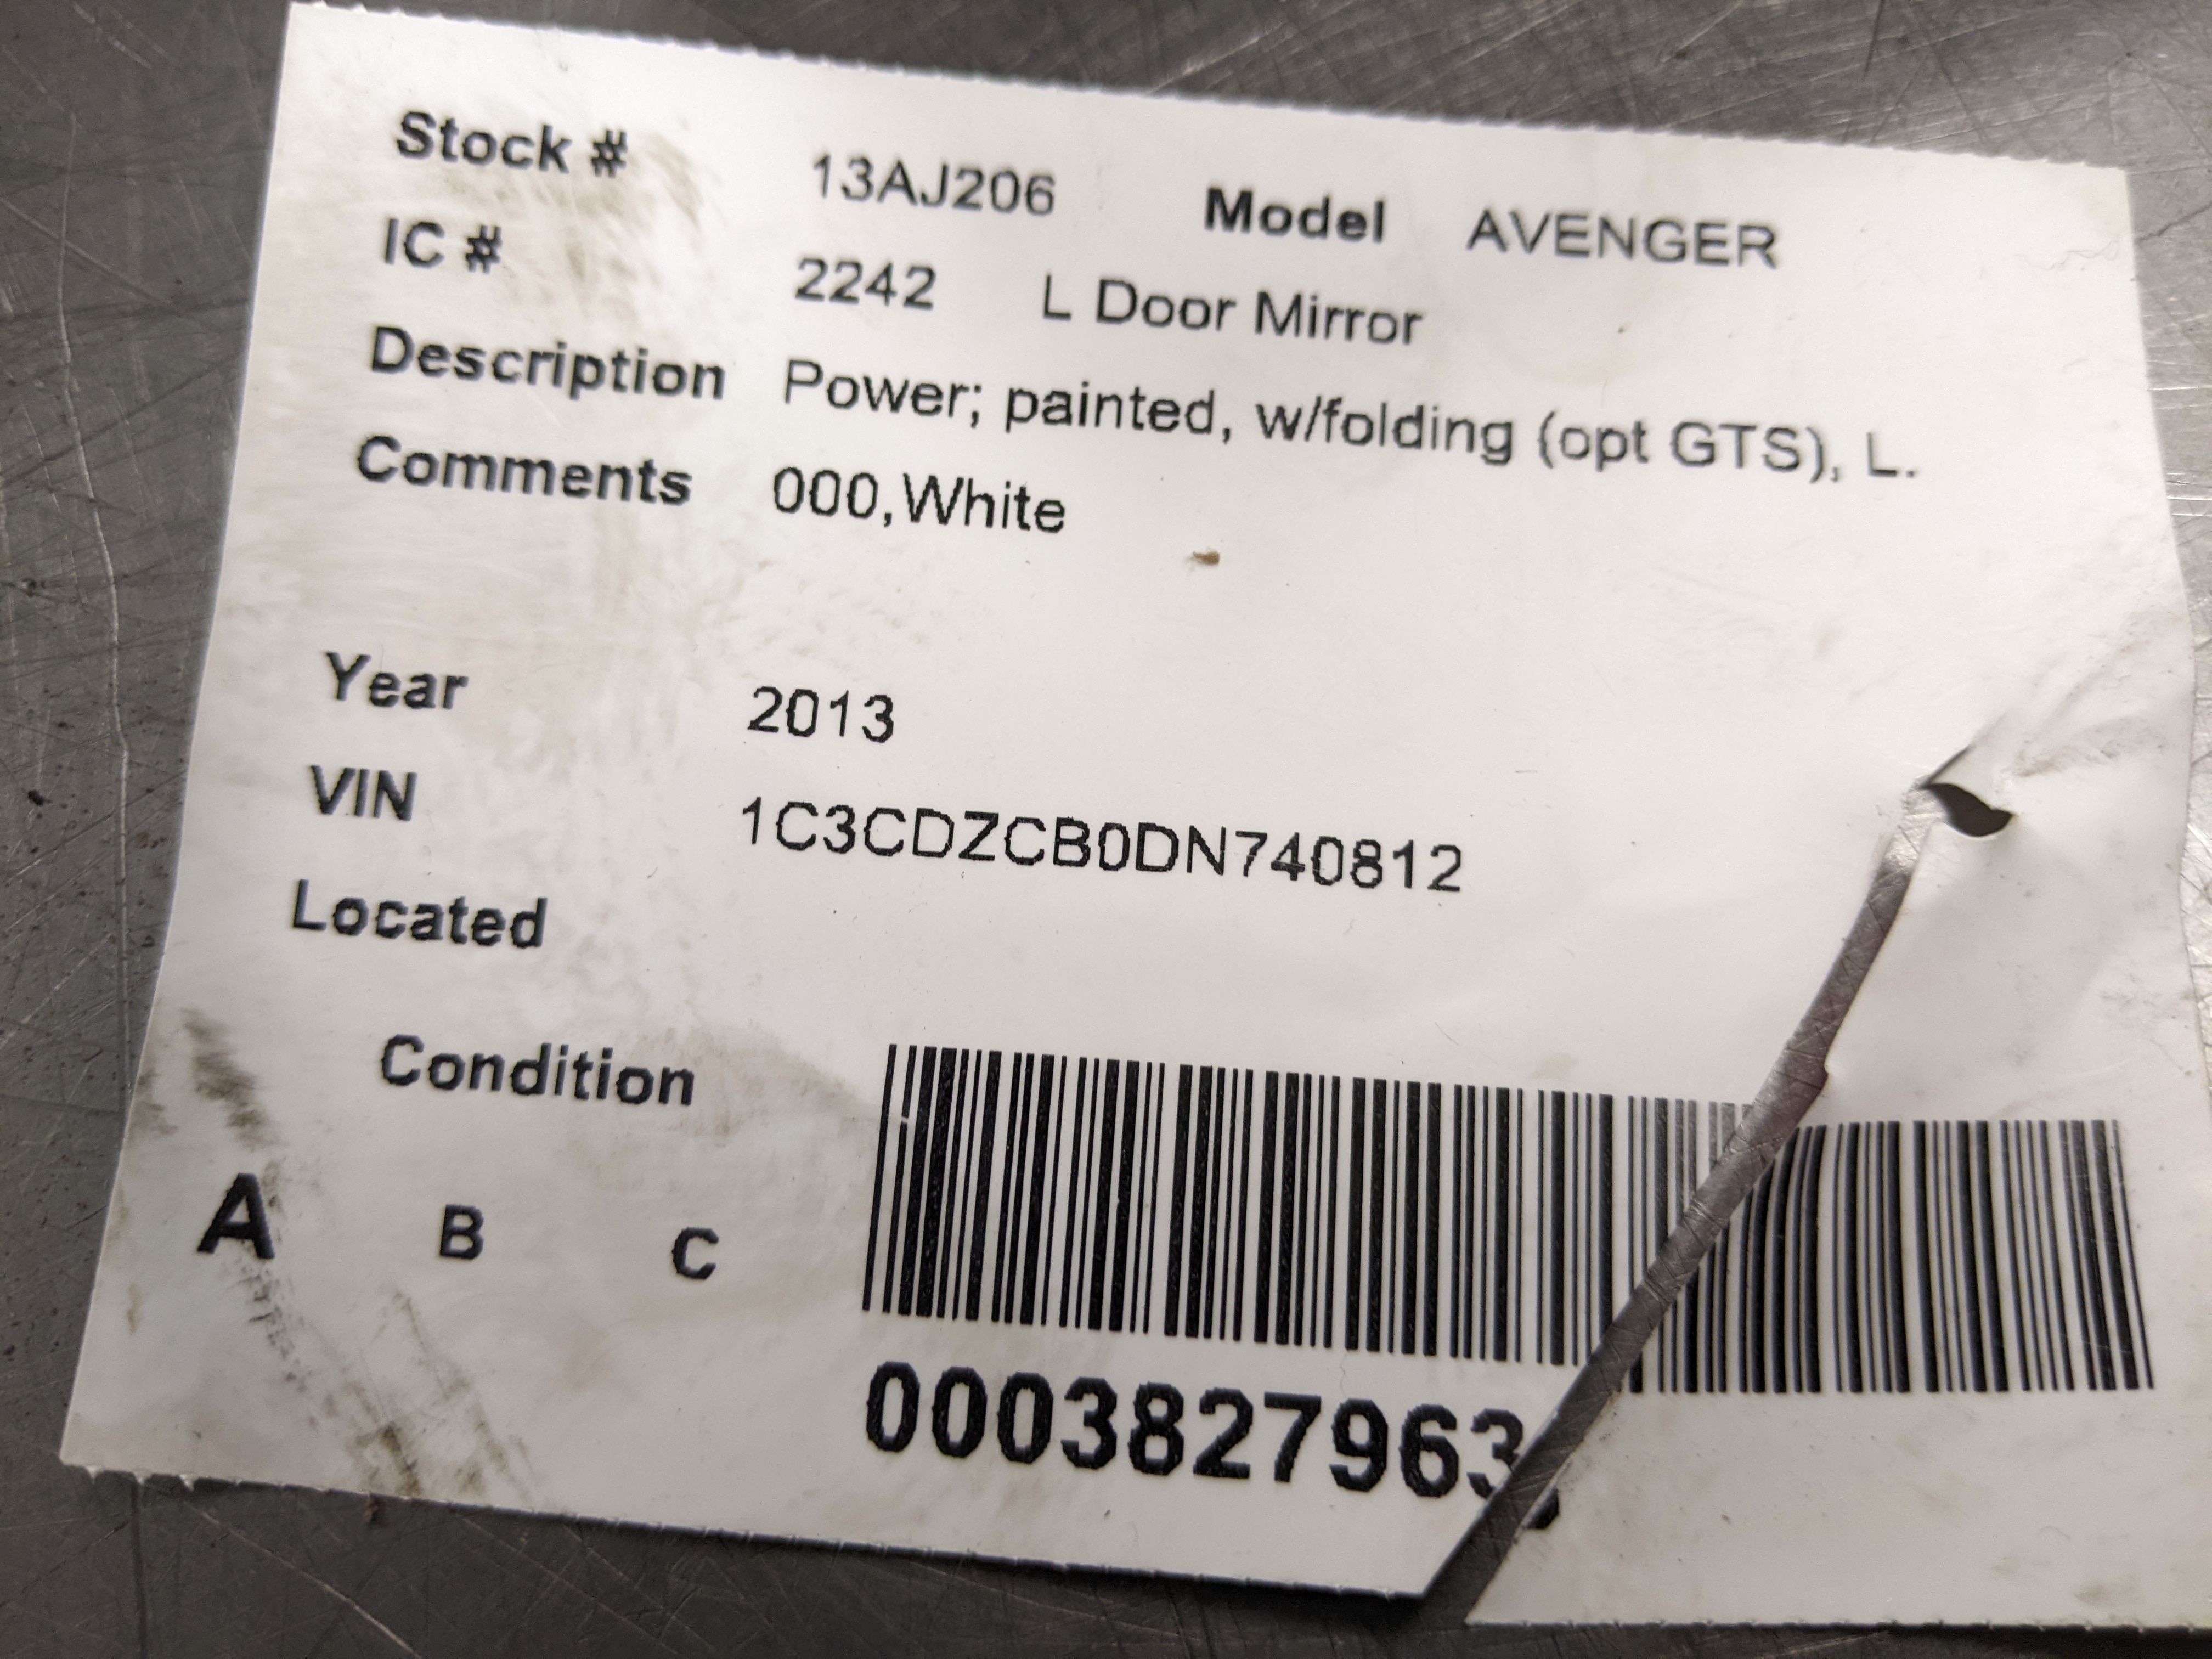 Stock # 13AJ206 Model AVENGER
IC # 2242 L Door Mirror
Description Power; painted, w/folding (opt GTS), L.
Comments 000,White
Year 2013
VIN 1C3CDZCB0DN740812
Located
Condition
A B C
0003827963